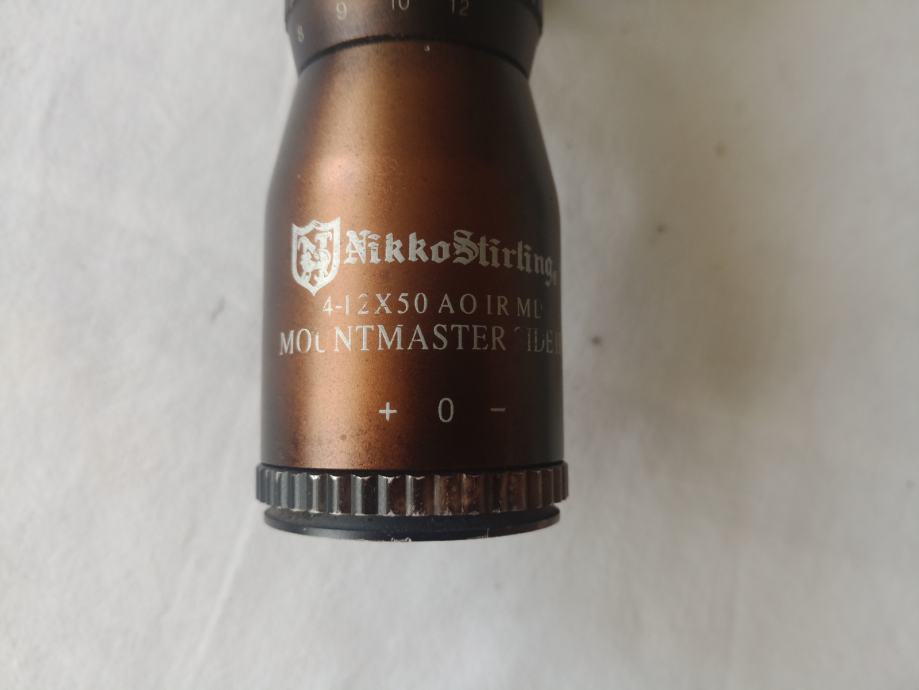 8 9 10 12
NikkoStirling
4-12X50 AO IR
MOUNTMASTER
+ 0 −